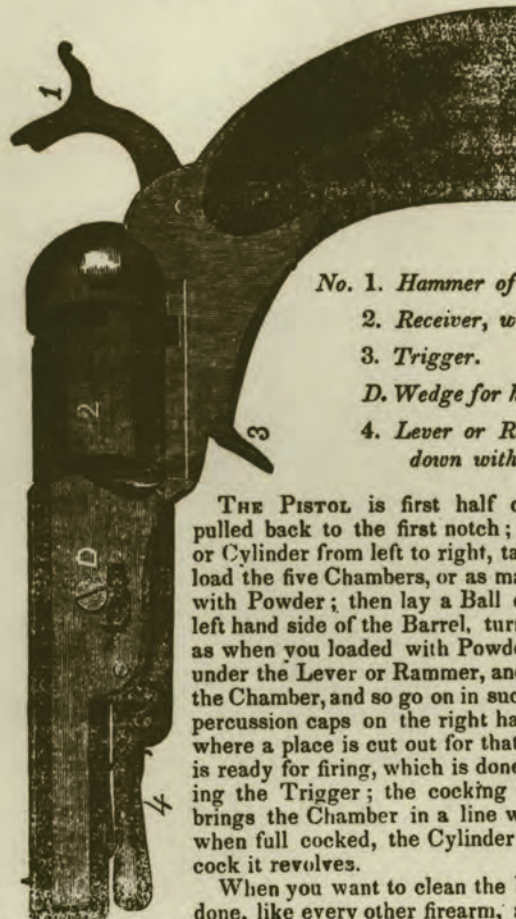 1
2
3
D
4
No. 1. Hammer of
2. Receiver, w
3. Trigger.
D. Wedge for h
4. Lever or R
down with
THE PISTOL is first half c
pulled back to the first notch;
or Cylinder from left to right, ta
load the five Chambers, or as ma
with Powder; then lay a Ball o
left hand side of the Barrel, turn
as when you loaded with Powde
under the Lever or Rammer, and
the Chamber, and so go on in suc
percussion caps on the right ha
where a place is cut out for that
is ready for firing, which is done
ing the Trigger; the cocking
brings the Chamber in a line w
when full cocked, the Cylinder
cock it revolves.
When you want to clean the
done, like every other firearm,